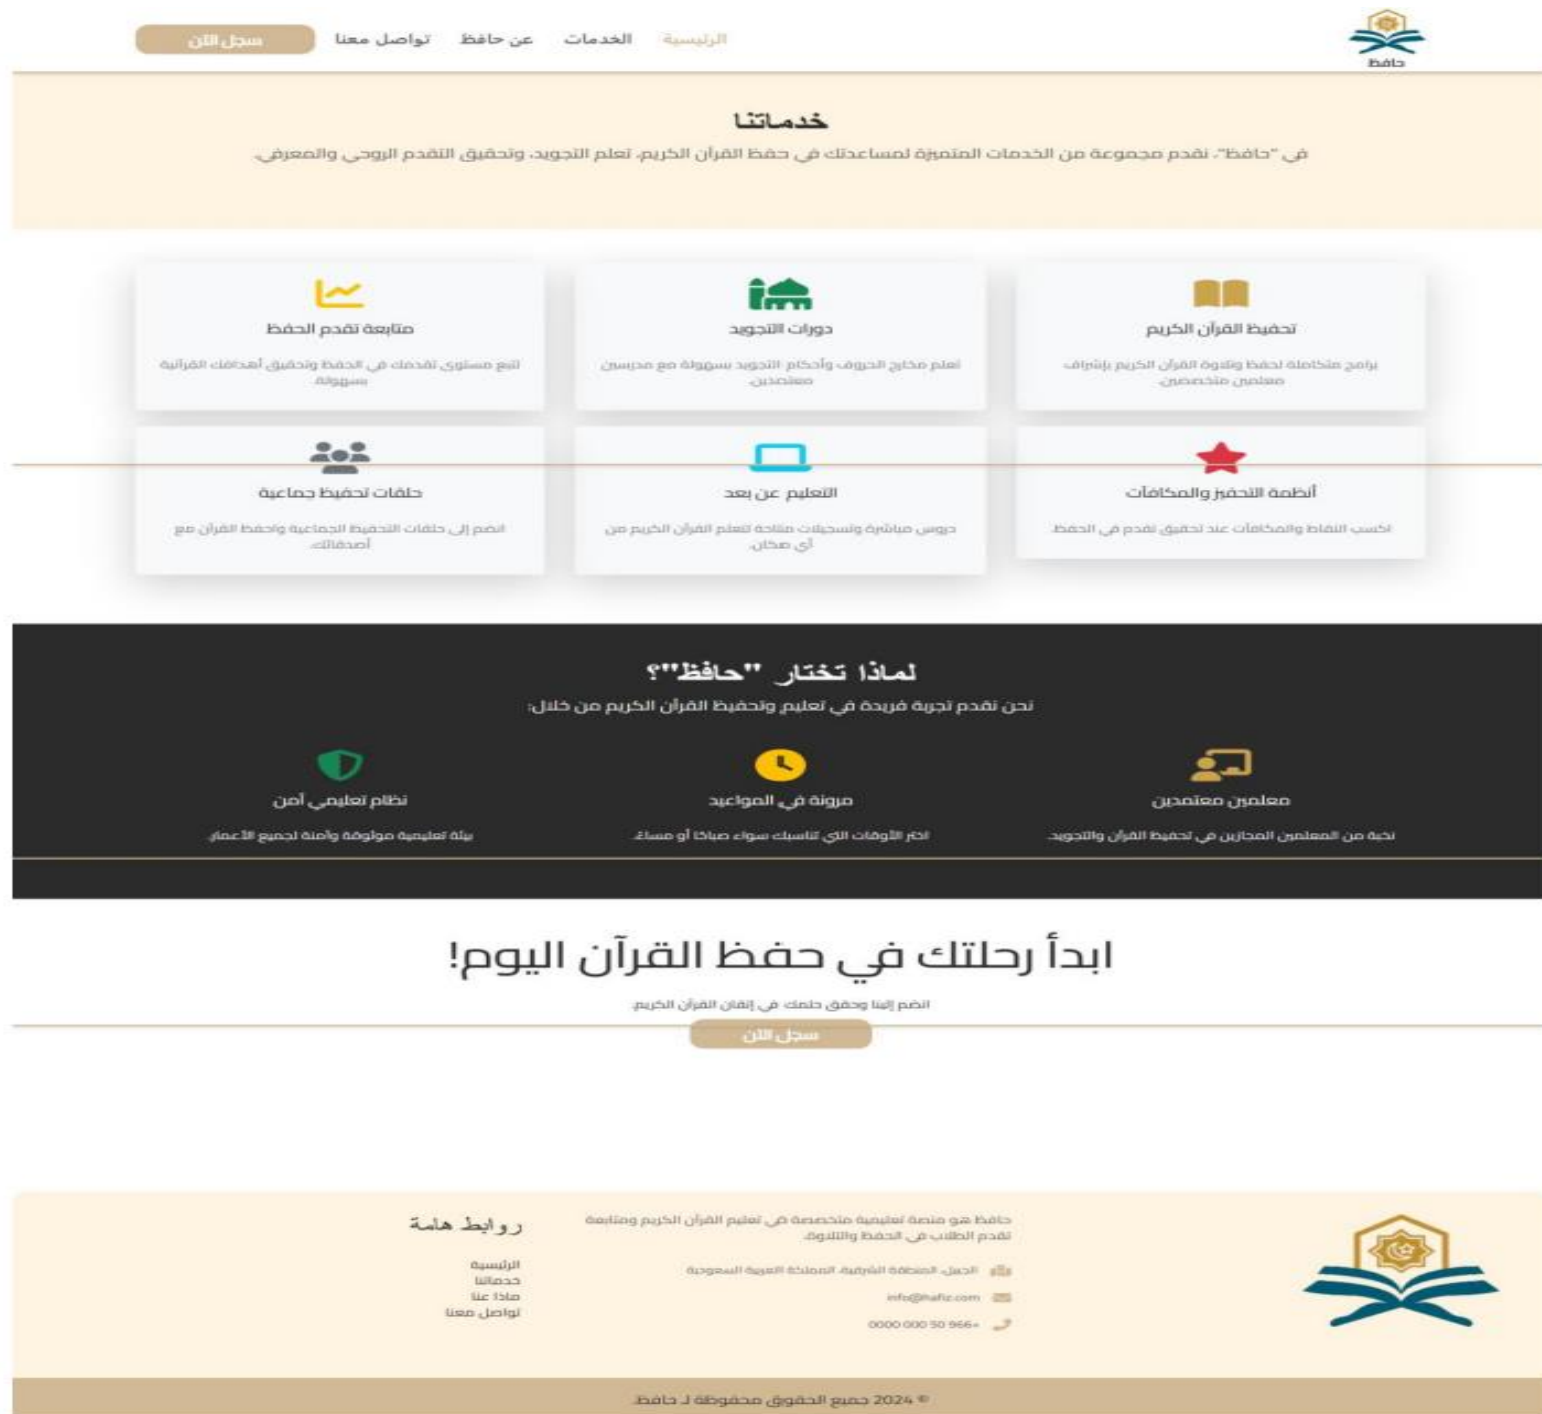 حافظ
الرئيسية الخدمات عن حافظ تواصل معنا سجل الآن
خدماتنا
في "حافظ"، نقدم مجموعة من الخدمات المتميزة لمساعدتك في حفظ القرآن الكريم، تعلم التجويد، وتحقيق التقدم الروحي والمعرفي.
تحفيظ القرآن الكريم
برامج متكاملة لحفظ وتلاوة القرآن الكريم بإشراف
معلمين متخصصين.
دورات التجويد
تعلم مخارج الحروف وأحكام التجويد بسهولة مع مدرسين
معتمدين.
متابعة تقدم الحفظ
تتبع مستوى تقدمك في الحفظ وتحقيق أهدافك القرآنية
بسهولة.
أنظمة التحفيز والمكافآت
اكسب النقاط والمكافآت عند تحقيق تقدم في الحفظ.
التعليم عن بعد
دروس مباشرة وتسجيلات متاحة لتعلم القرآن الكريم من
أي مكان.
حلقات تحفيظ جماعية
انضم إلى حلقات التحفيظ الجماعية واحفظ القرآن مع
أصدقائك.
لماذا تختار "حافظ"؟
نحن نقدم تجربة فريدة في تعليم وتحفيظ القرآن الكريم من خلال:
معلمين معتمدين
نخبة من المعلمين المجازين في تحفيظ القرآن والتجويد.
مرونة في المواعيد
اختر الأوقات التي تناسبك سواء صباحًا أو مساءً.
نظام تعليمي آمن
بيئة تعليمية موثوقة وآمنة لجميع الأعمار.
ابدأ رحلتك في حفظ القرآن اليوم!
انضم إلينا وحقق حلمك في إتقان القرآن الكريم.
سجل الآن
حافظ هو منصة تعليمية متخصصة في تعليم القرآن الكريم ومتابعة
تقدم الطلاب في الحفظ والتلاوة.
الجبيل، المنطقة الشرقية، المملكة العربية السعودية
info@hafiz.com
0000 000 50 966+
روابط هامة
الرئيسية
خدماتنا
ماذا عنا
تواصل معنا
© 2024 جميع الحقوق محفوظة لـ حافظ.